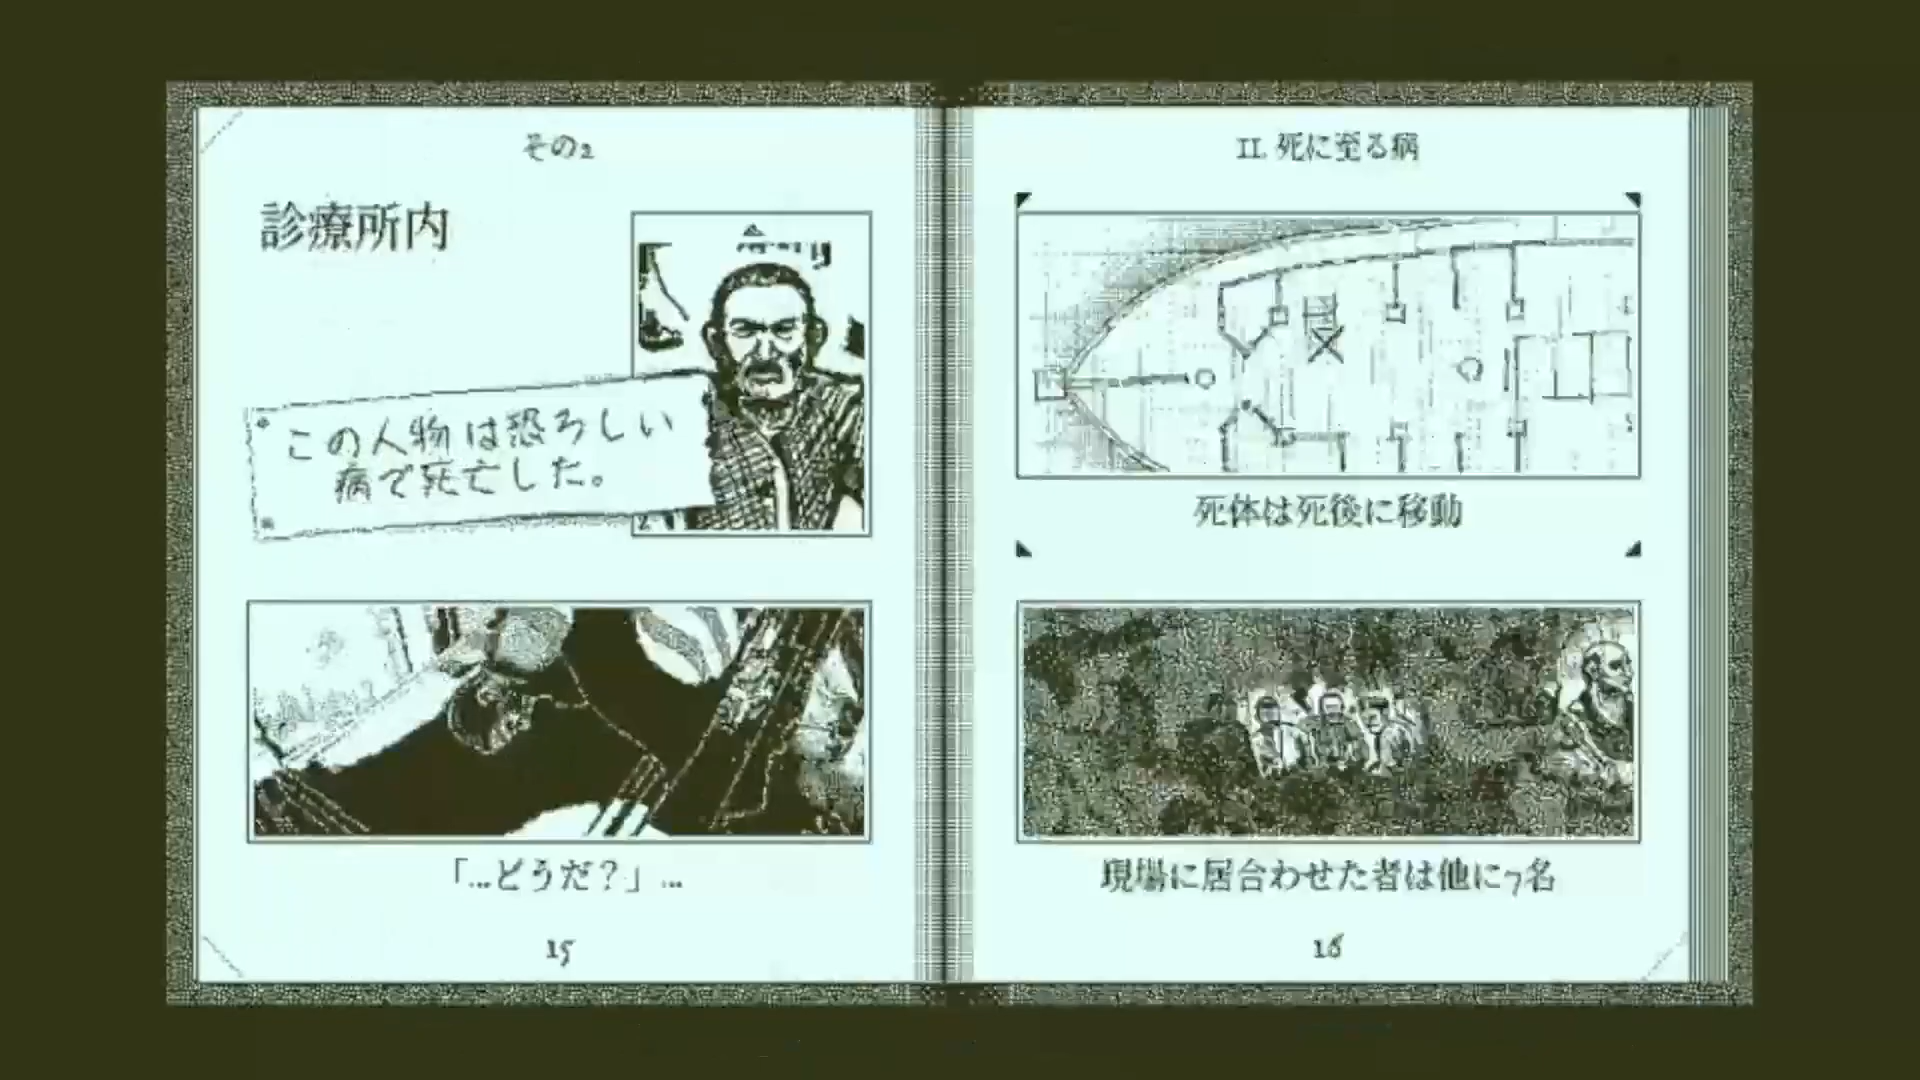 その2
診療所内
この人物は恐ろしい
病で死亡した。
「...どうだ?」...
15
II. 死に至る病
死体は死後に移動
現場に居合わせた者は他に7名
16